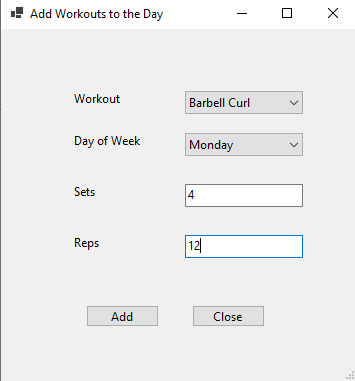 Add Workouts to the Day
Workout Barbell Curl
Day of Week Monday
Sets 4
Reps 12
Add Close